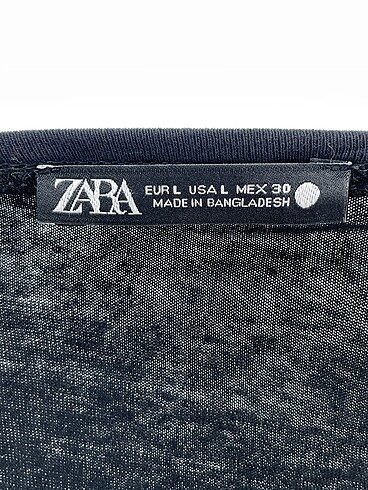 ZARA
EUR L USA L MEX 30
MADE IN BANGLADESH